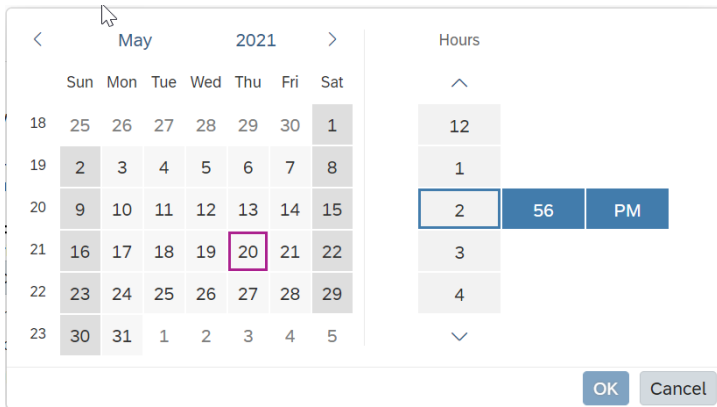 May 2021 Hours
Sun Mon Tue Wed Thu Fri Sat
18 25 26 27 28 29 30 1 12
19 2 3 4 5 6 7 8 1
20 9 10 11 12 13 14 15 2 56 PM
21 16 17 18 19 20 21 22 3
22 23 24 25 26 27 28 29 4
23 30 31 1 2 3 4 5
OK Cancel